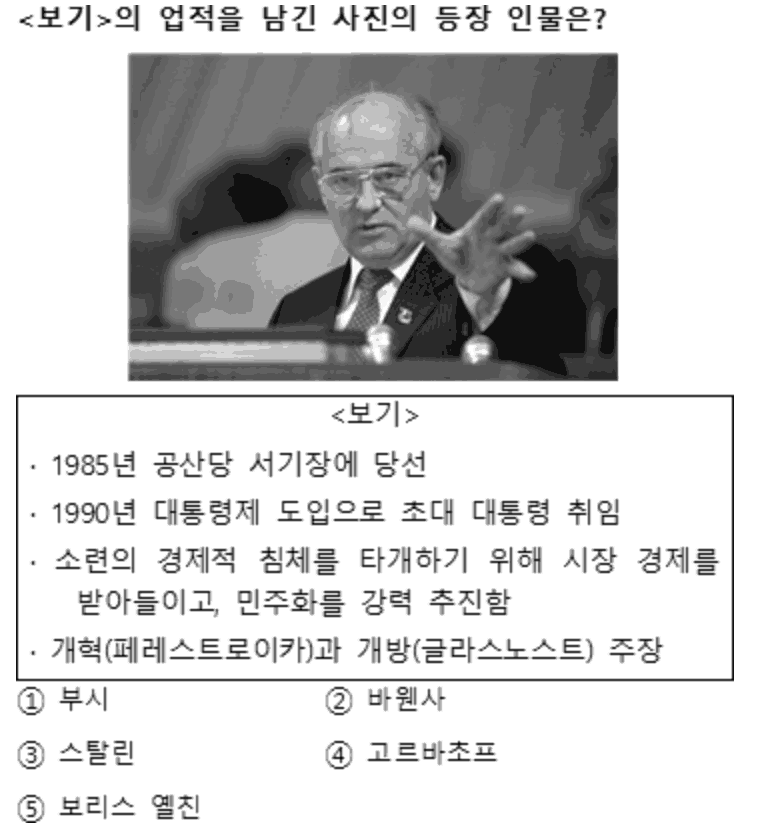 <보기>의 업적을 남긴 사진의 등장 인물은?
<보기>
· 1985년 공산당 서기장에 당선
· 1990년 대통령제 도입으로 초대 대통령 취임
· 소련의 경제적 침체를 타개하기 위해 시장 경제를
받아들이고, 민주화를 강력 추진함
· 개혁(페레스트로이카)과 개방(글라스노스트) 주장
① 부시 ② 바웬사
③ 스탈린 ④ 고르바초프
⑤ 보리스 옐친